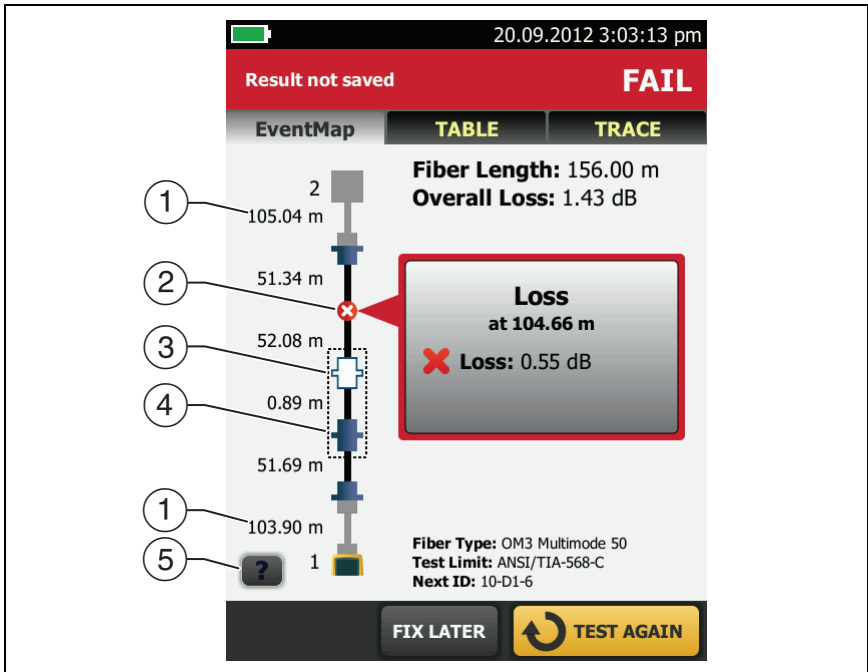 20.09.2012 3:03:13 pm
Result not saved FAIL
EventMap TABLE TRACE
Fiber Length: 156.00 m
Overall Loss: 1.43 dB
2
1
105.04 m
51.34 m
2
Loss
at 104.66 m
Loss: 0.55 dB
52.08 m
3
0.89 m
4
51.69 m
1
103.90 m
5
?
1
Fiber Type: OM3 Multimode 50
Test Limit: ANSI/TIA-568-C
Next ID: 10-D1-6
FIX LATER TEST AGAIN